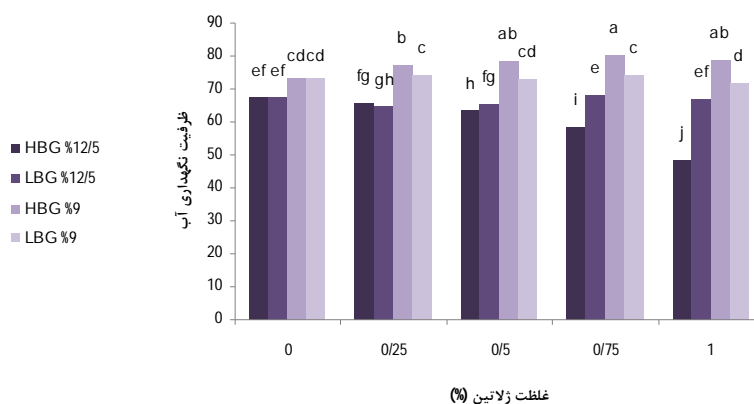 90
80
70
60
50
40
30
20
10
0
ظرفیت نگهداری آب
ef ef cd cd
fg gh b c
h fg ab cd
i e a c
j ef ab d
0 0/25 0/5 0/75 1
غلظت ژلاتین (%)
HBG %12/5
LBG %12/5
HBG %9
LBG %9